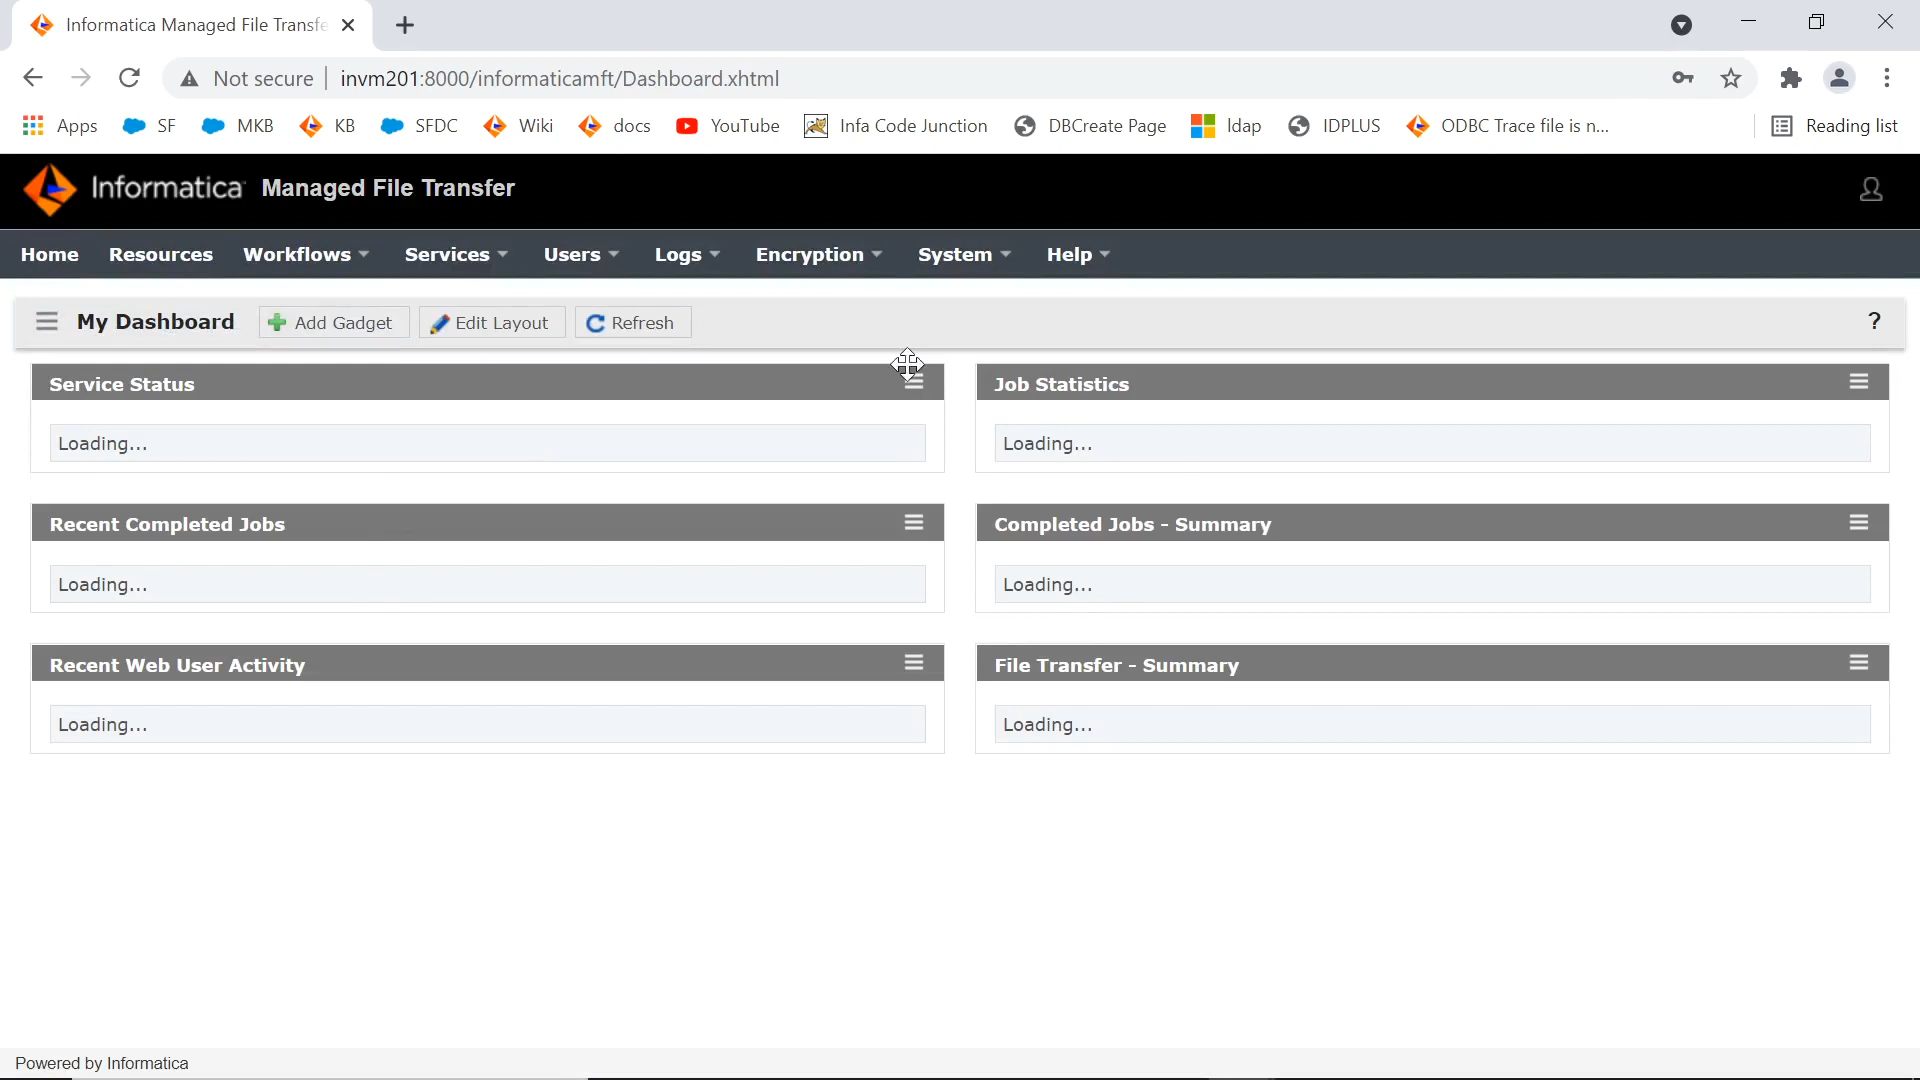 Informatica Managed File Transfe
Not secure invm201:8000/informaticamft/Dashboard.xhtml
Apps SF MKB KB SFDC Wiki docs YouTube Infa Code Junction DBCreate Page ldap IDPLUS ODBC Trace file is n... Reading list
Informatica Managed File Transfer
Home Resources Workflows Services Users Logs Encryption System Help
My Dashboard Add Gadget Edit Layout Refresh ?
Service Status
Loading...
Job Statistics
Loading...
Recent Completed Jobs
Loading...
Completed Jobs - Summary
Loading...
Recent Web User Activity
Loading...
File Transfer - Summary
Loading...
Powered by Informatica